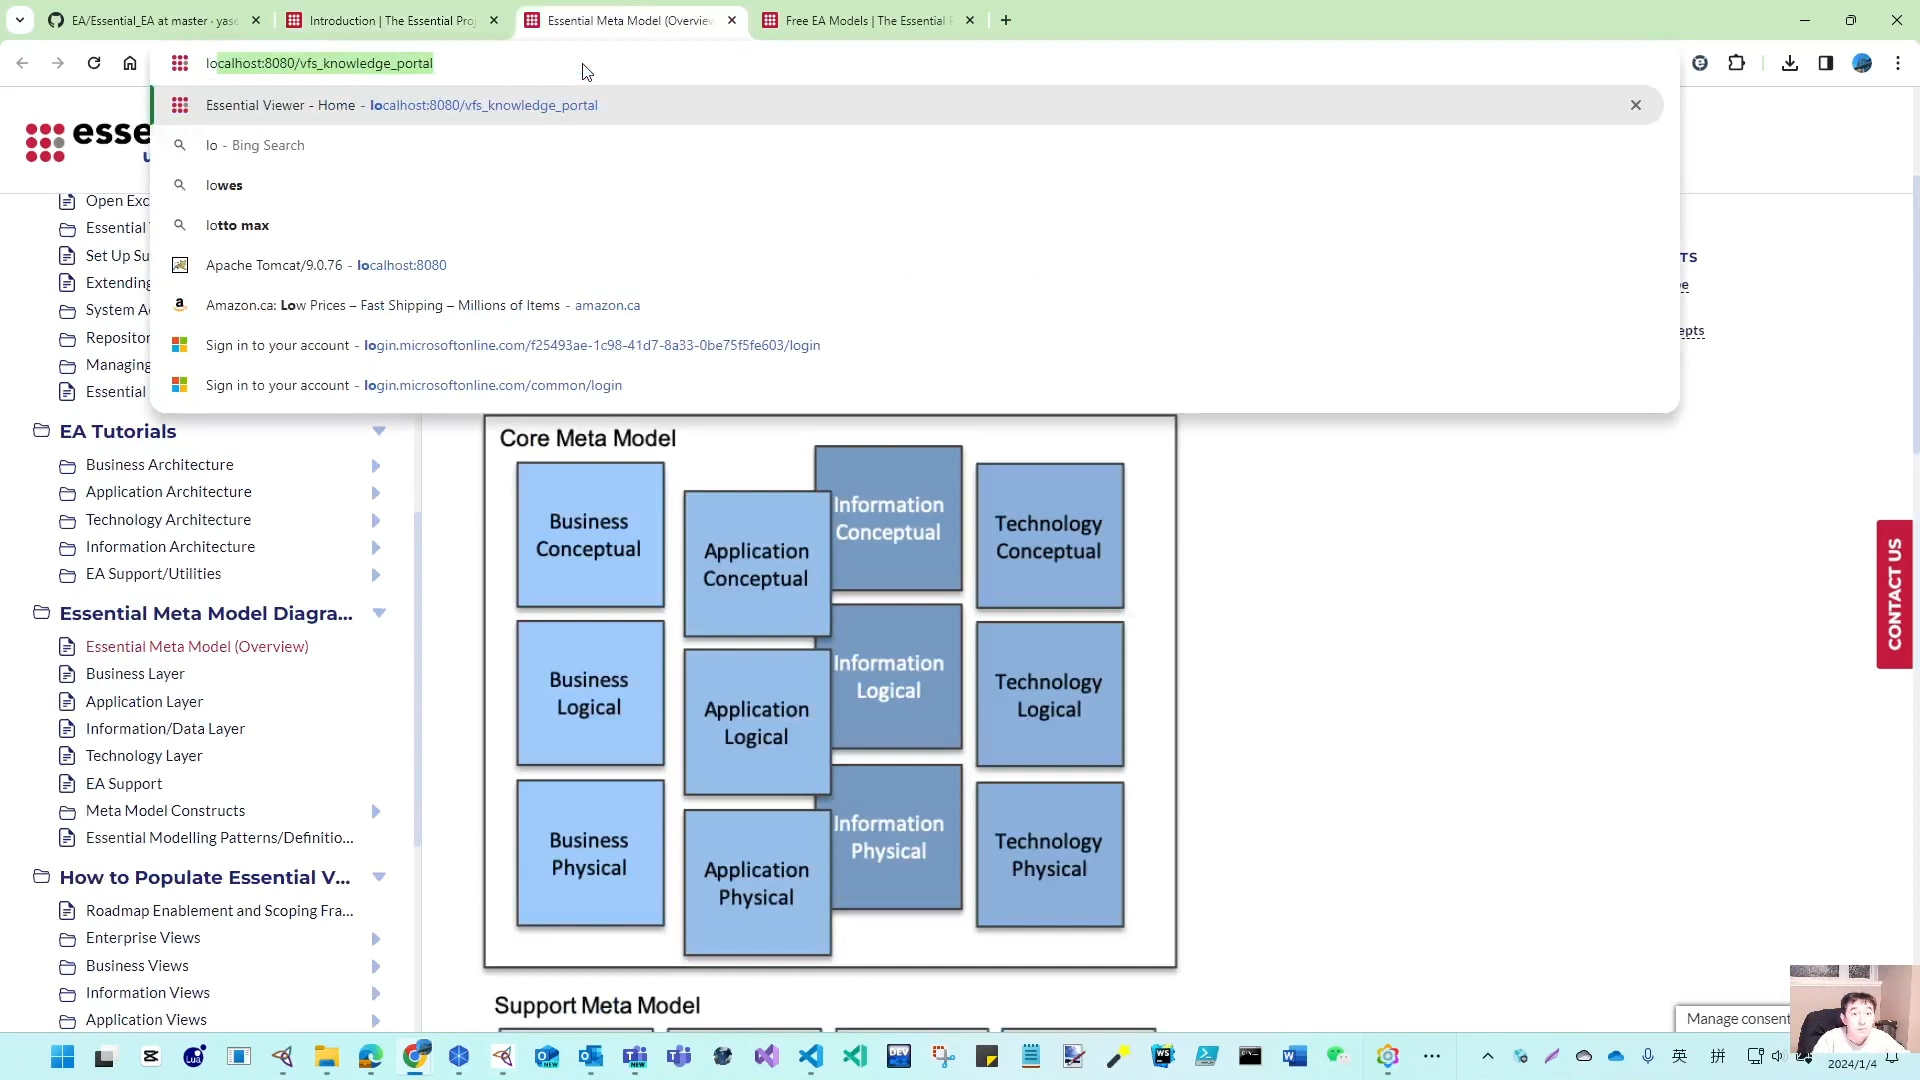 EA/Essential_EA at master · yase
Introduction | The Essential Proj
Essential Meta Model (Overview
Free EA Models | The Essential P
localhost:8080/vfs_knowledge_portal
Essential Viewer - Home - localhost:8080/vfs_knowledge_portal
lo - Bing Search
lowes
lotto max
Apache Tomcat/9.0.76 - localhost:8080
Amazon.ca: Low Prices – Fast Shipping – Millions of Items - amazon.ca
Sign in to your account - login.microsoftonline.com/f25493ae-1c98-41d7-8a33-0be75f5fe603/login
Sign in to your account - login.microsoftonline.com/common/login
esse
u
Open Exc
Essential
Set Up Su
Extending
System A
Repositor
Managing
Essential
EA Tutorials
Business Architecture
Application Architecture
Technology Architecture
Information Architecture
EA Support/Utilities
Essential Meta Model Diagra...
Essential Meta Model (Overview)
Business Layer
Application Layer
Information/Data Layer
Technology Layer
EA Support
Meta Model Constructs
Essential Modelling Patterns/Definitio...
How to Populate Essential V...
Roadmap Enablement and Scoping Fra...
Enterprise Views
Business Views
Information Views
Application Views
Core Meta Model
Business
Conceptual
Application
Conceptual
Information
Conceptual
Technology
Conceptual
Business
Logical
Application
Logical
Information
Logical
Technology
Logical
Business
Physical
Application
Physical
Information
Physical
Technology
Physical
Support Meta Model
TS
pe
epts
CONTACT US
Manage consent
英
拼
2024/1/4